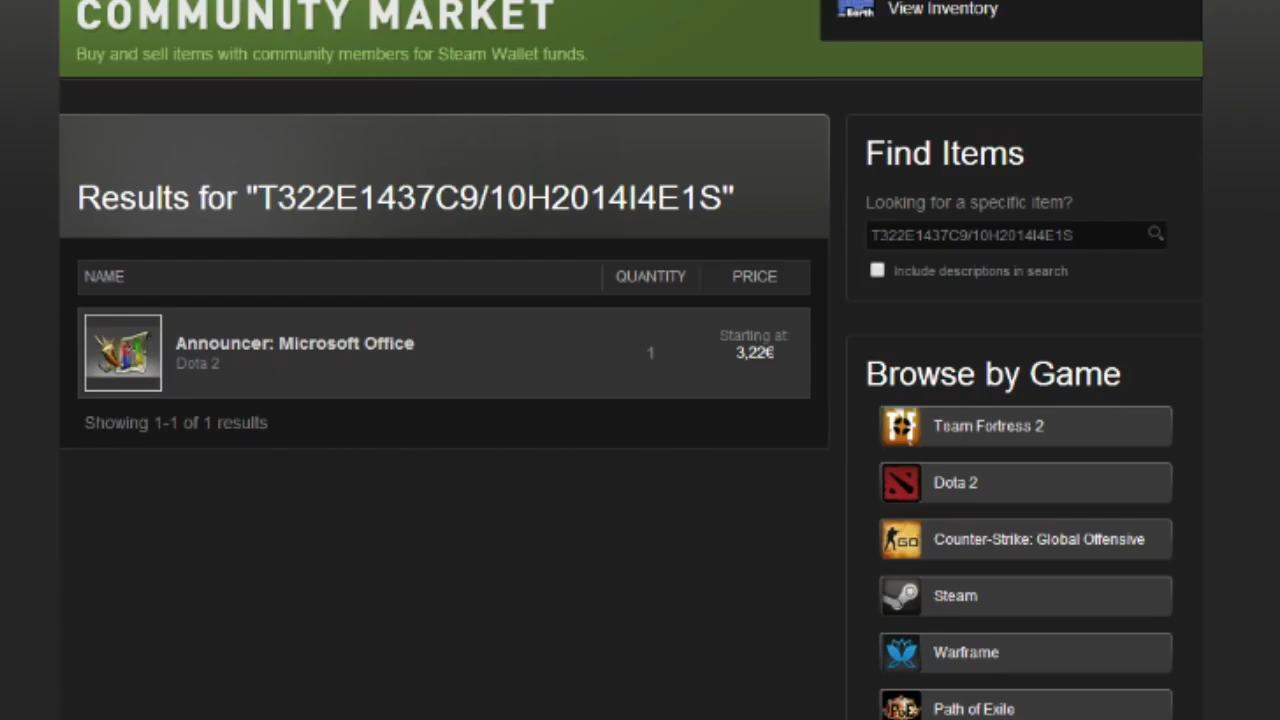 COMMUNITY MARKET
Buy and sell items with community members for Steam Wallet funds.
View Inventory
Results for "T322E1437C9/10H2014I4E1S"
NAME
QUANTITY
PRICE
Announcer: Microsoft Office
Dota 2
1
Starting at:
3,22€
Showing 1-1 of 1 results
Find Items
Looking for a specific item?
T322E1437C9/10H2014I4E1S
Include descriptions in search
Browse by Game
Team Fortress 2
Dota 2
GO
Counter-Strike: Global Offensive
Steam
Warframe
Path of Exile